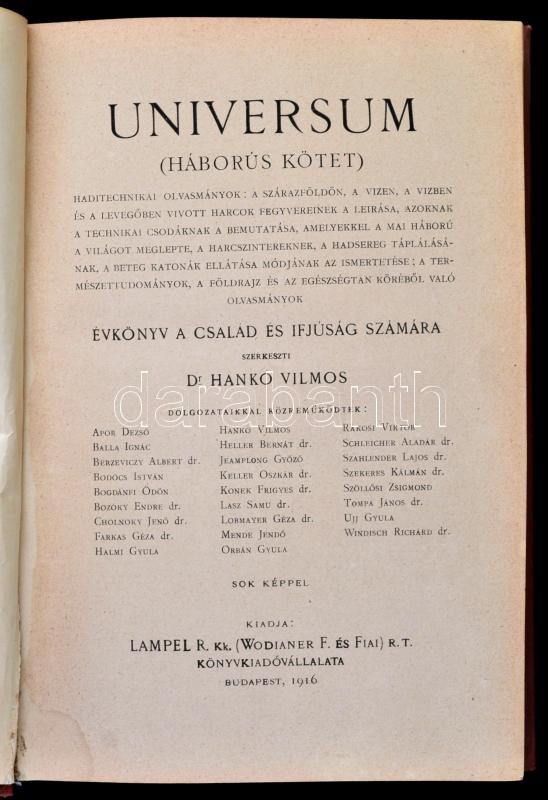 UNIVERSUM
(HÁBORÚS KÖTET)
HADITECHNIKAI OLVASMÁNYOK: A SZÁRAZFÖLDÖN, A VIZEN, A VIZBEN
ÉS A LEVEGŐBEN VIVOTT HARCOK FEGYVEREINEK A LEIRÁSA, AZOKNAK
A TECHNIKAI CSODÁKNAK A BEMUTATÁSA, AMELYEKKEL A MAI HÁBORÚ
A VILÁGOT MEGLEPTE, A HARCSZINTEREKNEK, A HADSEREG TÁPLÁLÁSÁ-
NAK, A BETEG KATONÁK ELLÁTÁSA MÓDJÁNAK AZ ISMERTETÉSE; A TER-
MÉSZETTUDOMÁNYOK, A FÖLDRAJZ ÉS AZ EGÉSZSÉGTAN KÖRÉBŐL VALÓ
OLVASMÁNYOK
ÉVKÖNYV A CSALÁD ÉS IFJÚSÁG SZÁMÁRA
SZERKESZTI
Dr HANKÓ VILMOS
darabanth
DOLGOZATAIKKAL KÖZREMŰKÖDTEK:
APOR DEZSŐ
BALLA IGNÁC
BERZEVICZY ALBERT dr.
BODOCS ISTVÁN
BOGDÁNFI ÖDÖN
BOZÓKY ENDRE dr.
CHOLNOKY JENŐ dr.
FARKAS GÉZA dr.
HALMI GYULA
HANKÓ VILMOS
HELLER BERNÁT dr.
JEAMPLONG GYŐZŐ
KELLER OSZKÁR dr.
KONEK FRIGYES dr.
LASZ SAMU dr.
LOBMAYER GÉZA dr.
MENDE JENDŐ
ORBÁN GYULA
RÁKOSI VIKTOR
SCHLEICHER ALADÁR dr.
SZAHLENDER LAJOS dr.
SZEKERES KÁLMÁN dr.
SZÖLLŐSI ZSIGMOND
TOMPA JÁNOS dr.
UJJ GYULA
WINDISCH RICHÁRD dr.
SOK KÉPPEL
KIADJA:
LAMPEL R. KK. (WODIANER F. ÉS FIAI) R. T.
KÖNYVKIADÓVÁLLALATA
BUDAPEST, 1916